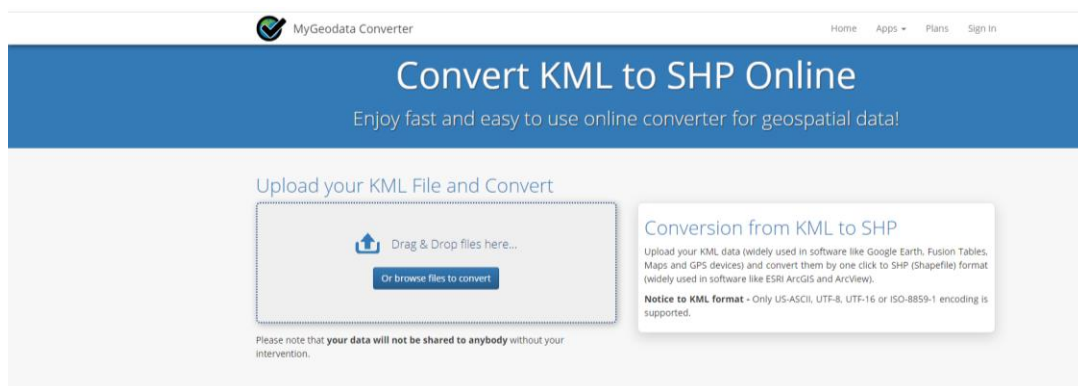 MyGeodata Converter
Home Apps Plans Sign In
Convert KML to SHP Online
Enjoy fast and easy to use online converter for geospatial data!
Upload your KML File and Convert
Drag & Drop files here...
Or browse files to convert
Please note that your data will not be shared to anybody without your
intervention.
Conversion from KML to SHP
Upload your KML data (widely used in software like Google Earth, Fusion Tables,
Maps and GPS devices) and convert them by one click to SHP (Shapefile) format
(widely used in software like ESRI ArcGIS and ArcView).
Notice to KML format - Only US-ASCII, UTF-8, UTF-16 or ISO-8859-1 encoding is
supported.